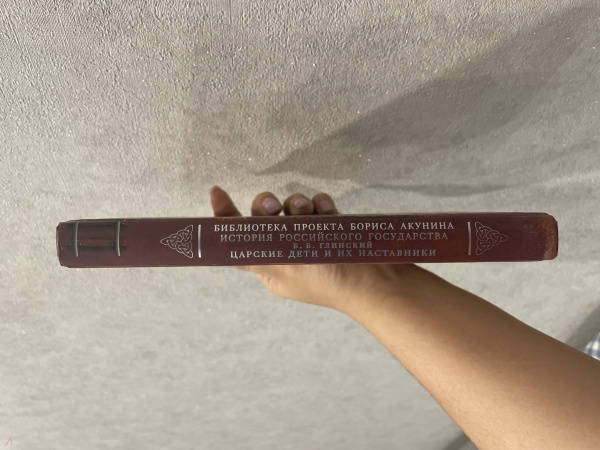 БИБЛИОТЕКА ПРОЕКТА БОРИСА АКУНИНА
ИСТОРИЯ РОССИЙСКОГО ГОСУДАРСТВА
Б. Б. ГЛИНСКИЙ
ЦАРСКИЕ ДЕТИ И ИХ НАСТАВНИКИ